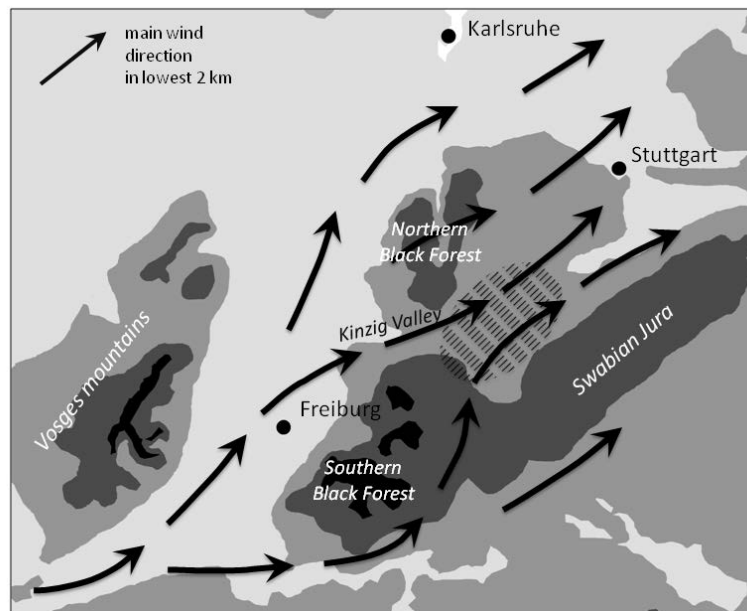 main wind
direction
in lowest 2 km
Karlsruhe
Stuttgart
Northern
Black Forest
Kinzig Valley
Vosges mountains
Swabian Jura
Freiburg
Southern
Black Forest